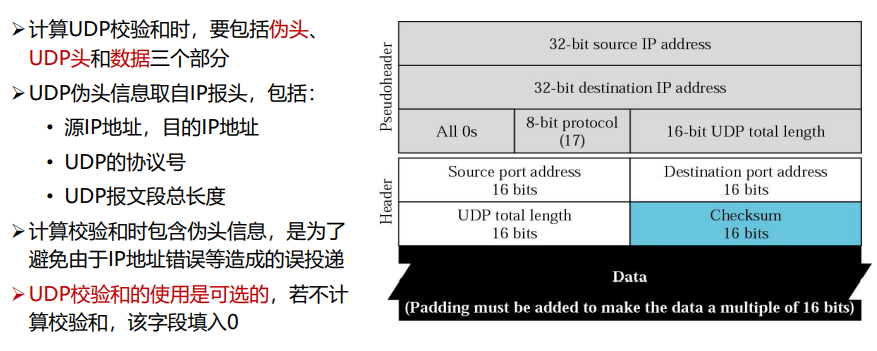 ➢计算UDP校验和时，要包括伪头、
UDP头和数据三个部分
➢UDP伪头信息取自IP报头，包括：
• 源IP地址，目的IP地址
• UDP的协议号
• UDP报文段总长度
➢计算校验和时包含伪头信息，是为了
避免由于IP地址错误等造成的误投递
➢UDP校验和的使用是可选的，若不计
算校验和，该字段填入0
Pseudoheader
32-bit source IP address
32-bit destination IP address
All 0s
8-bit protocol
(17)
16-bit UDP total length
Header
Source port address
16 bits
Destination port address
16 bits
UDP total length
16 bits
Checksum
16 bits
Data
(Padding must be added to make the data a multiple of 16 bits)